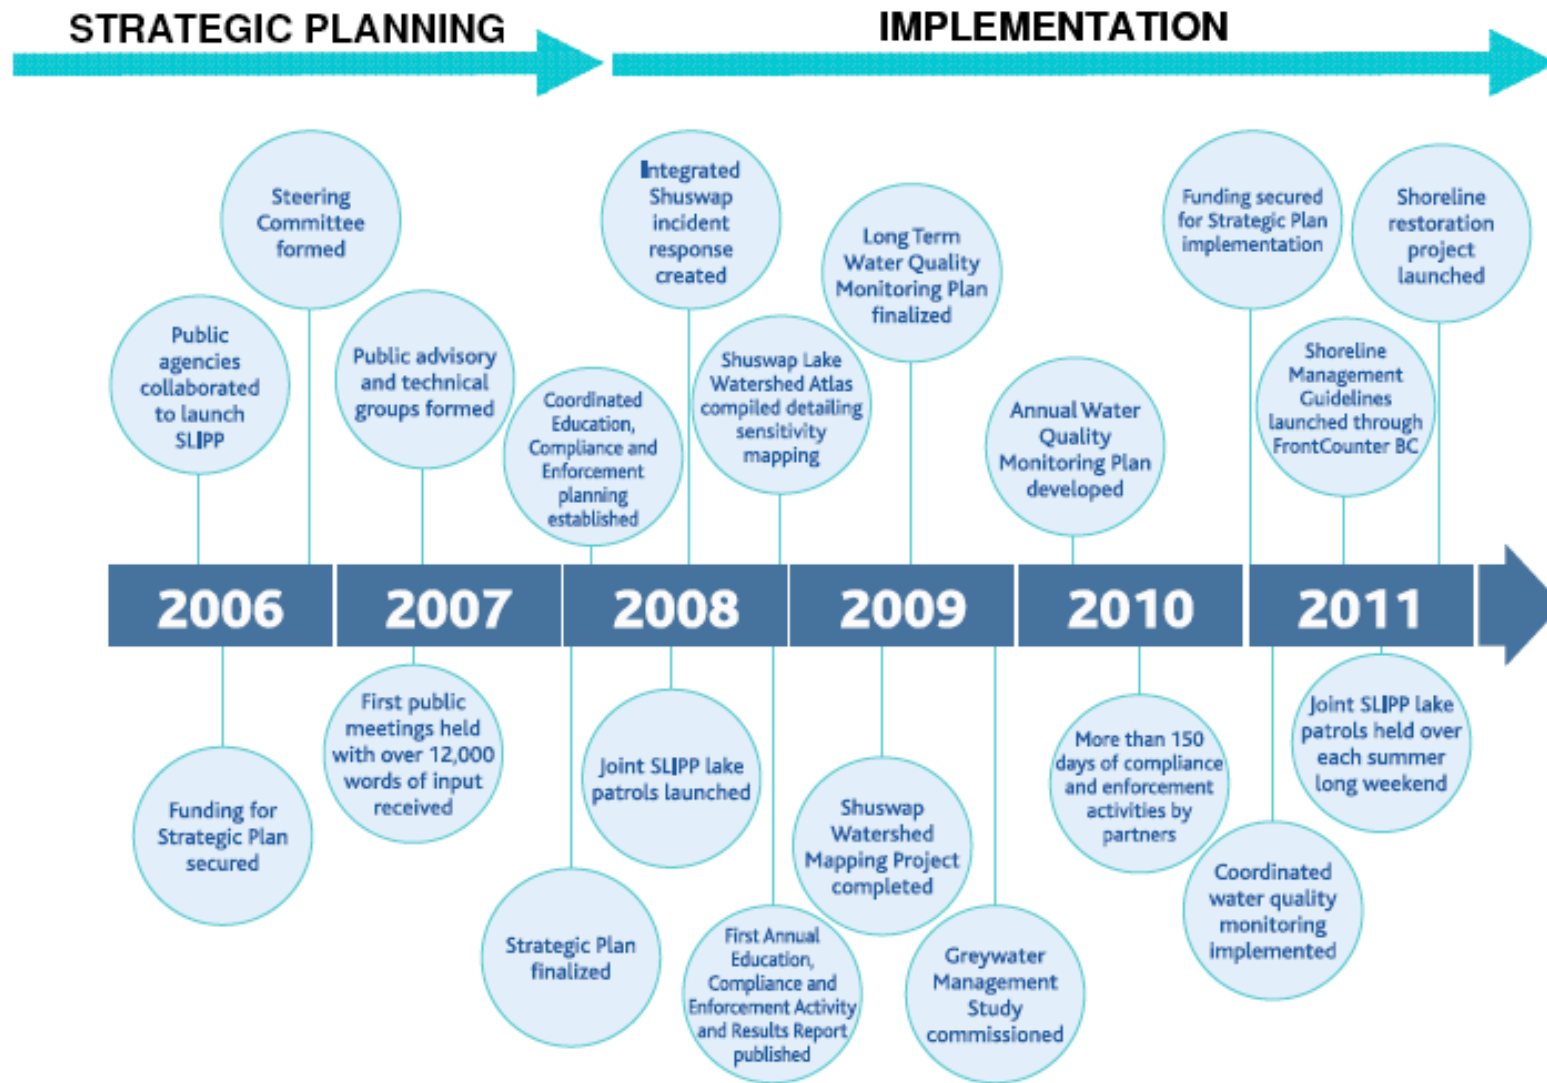 STRATEGIC PLANNING
IMPLEMENTATION
Steering
Committee
formed
Integrated
Shuswap
incident
response
created
Funding secured
for Strategic Plan
implementation
Shoreline
restoration
project
launched
Long Term
Water Quality
Monitoring Plan
finalized
Public
agencies
collaborated
to launch
SLIPP
Public advisory
and technical
groups formed
Shuswap Lake
Watershed Atlas
compiled detailing
sensitivity
mapping
Shoreline
Management
Guidelines
launched through
FrontCounter BC
Coordinated
Education,
Compliance and
Enforcement
planning
established
Annual Water
Quality
Monitoring Plan
developed
2006
2007
2008
2009
2010
2011
First public
meetings held
with over 12,000
words of input
received
Joint SLIPP lake
patrols held over
each summer
long weekend
Joint SLIPP lake
patrols launched
More than 150
days of compliance
and enforcement
activities by
partners
Funding for
Strategic Plan
secured
Shuswap
Watershed
Mapping Project
completed
Coordinated
water quality
monitoring
implemented
Strategic Plan
finalized
First Annual
Education,
Compliance and
Enforcement Activity
and Results Report
published
Greywater
Management
Study
commissioned